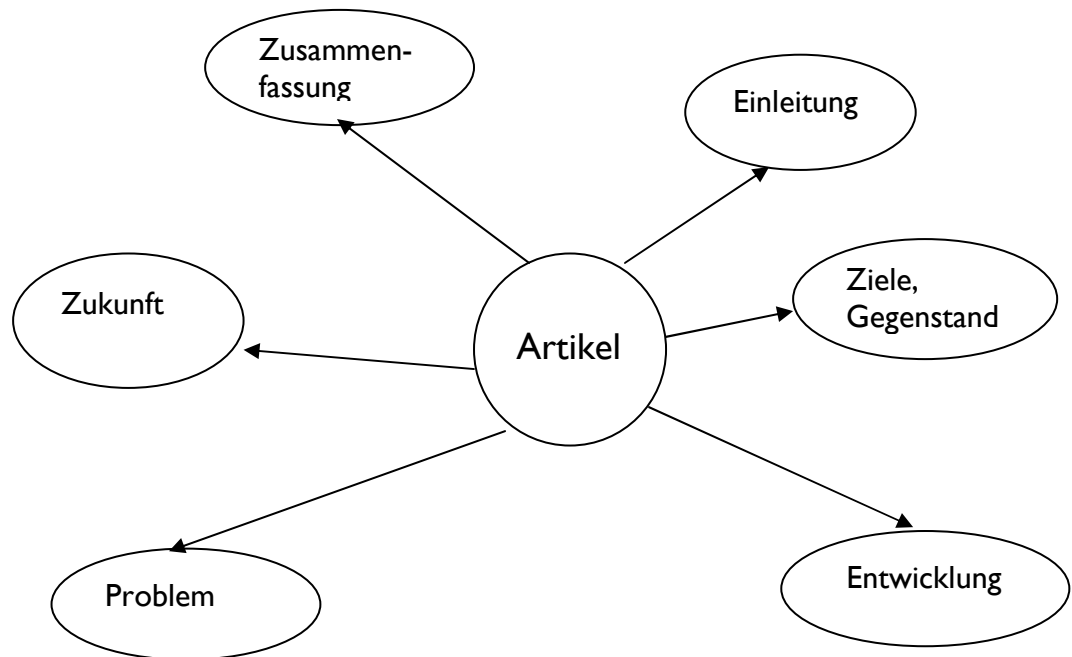 Zusammen-
fassung
Einleitung
Zukunft
Ziele,
Gegenstand
Artikel
Problem
Entwicklung